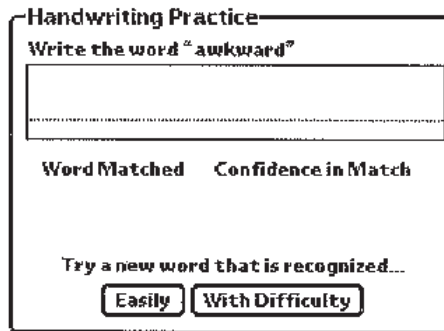 Handwriting Practice
Write the word “awkward”
Word Matched Confidence in Match
Try a new word that is recognized...
Easily With Difficulty